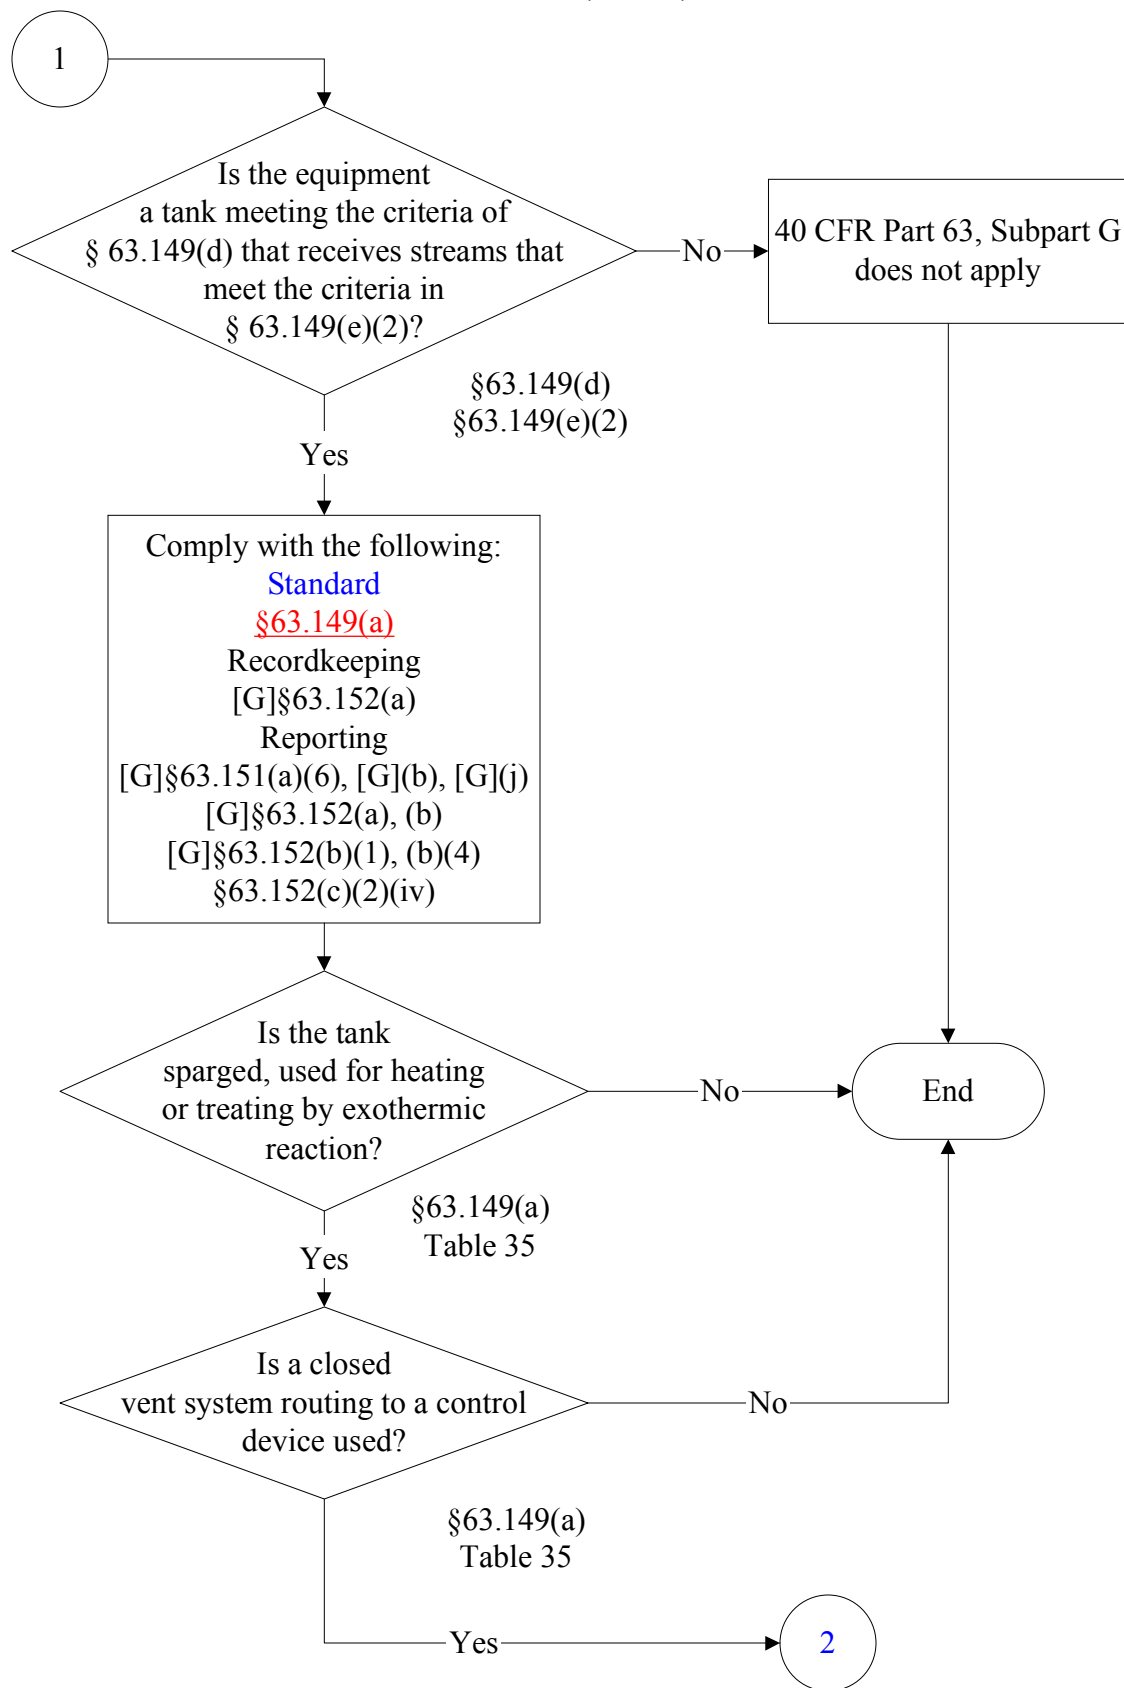 1
Is the equipment
a tank meeting the criteria of
§ 63.149(d) that receives streams that
meet the criteria in
§ 63.149(e)(2)?
No
40 CFR Part 63, Subpart G
does not apply
§63.149(d)
§63.149(e)(2)
Yes
Comply with the following:
Standard
§63.149(a)
Recordkeeping
[G]§63.152(a)
Reporting
[G]§63.151(a)(6), [G](b), [G](j)
[G]§63.152(a), (b)
[G]§63.152(b)(1), (b)(4)
§63.152(c)(2)(iv)
Is the tank
sparged, used for heating
or treating by exothermic
reaction?
No
End
§63.149(a)
Table 35
Yes
Is a closed
vent system routing to a control
device used?
No
§63.149(a)
Table 35
Yes
2